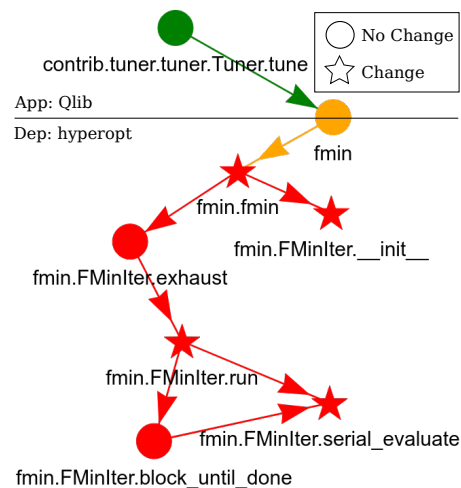 No Change
Change
contrib.tuner.tuner.Tuner.tune
App: Qlib
Dep: hyperopt
fmin
fmin.fmin
fmin.FMinIter.__init__
fmin.FMinIter.exhaust
fmin.FMinIter.run
fmin.FMinIter.serial_evaluate
fmin.FMinIter.block_until_done